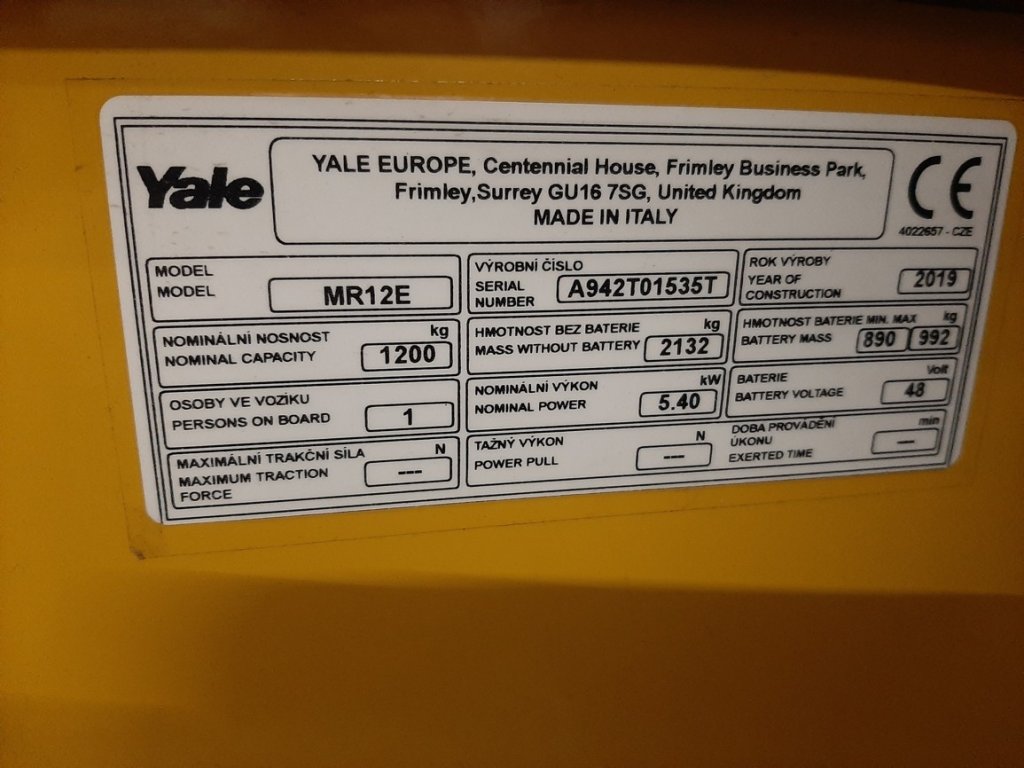 Yale
YALE EUROPE, Centennial House, Frimley Business Park,
Frimley,Surrey GU16 7SG, United Kingdom
MADE IN ITALY
CE
4022657 - CZE
MODEL
MODEL
MR12E
VÝROBNÍ ČÍSLO
SERIAL
NUMBER
A942T01535T
ROK VÝROBY
YEAR OF
CONSTRUCTION
2019
NOMINÁLNÍ NOSNOST kg
NOMINAL CAPACITY 1200
HMOTNOST BEZ BATERIE kg
MASS WITHOUT BATTERY 2132
HMOTNOST BATERIE MIN. MAX kg
BATTERY MASS 890 992
OSOBY VE VOZÍKU
PERSONS ON BOARD 1
NOMINÁLNÍ VÝKON kW
NOMINAL POWER 5.40
BATERIE Volt
BATTERY VOLTAGE 48
MAXIMÁLNÍ TRAKČNÍ SÍLA N
MAXIMUM TRACTION ---
FORCE
TAŽNÝ VÝKON N
POWER PULL ---
DOBA PROVÁDĚNÍ min
ÚKONU ---
EXERTED TIME